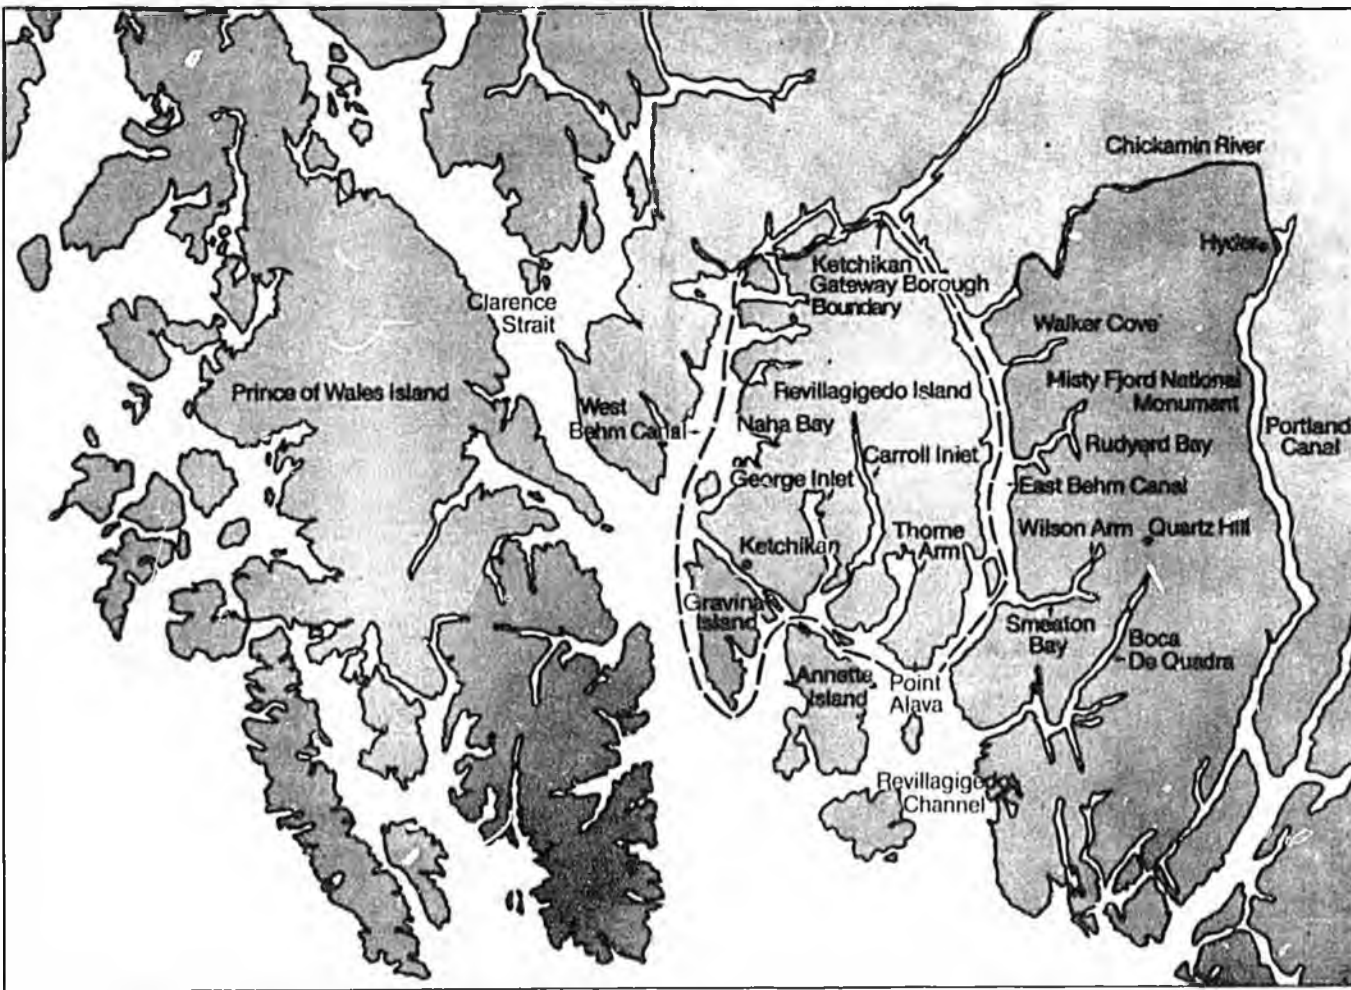 Chickamin River
Hyder
Ketchikan
Gateway Borough
Boundary
Clarence
Strait
Walker Cove
Prince of Wales Island
Revillagigedo Island
Misty Fjord National
Monument
West
Behm Canal
Naha Bay
Rudyard Bay
Portland
Canal
George Inlet
Carroll Inlet
East Behm Canal
Ketchikan
Thorne
Arm
Wilson Arm
Quartz Hill
Gravina
Island
Smeaton
Bay
Boca
De Quadra
Annette
Island
Point
Alava
Revillagigedo
Channel